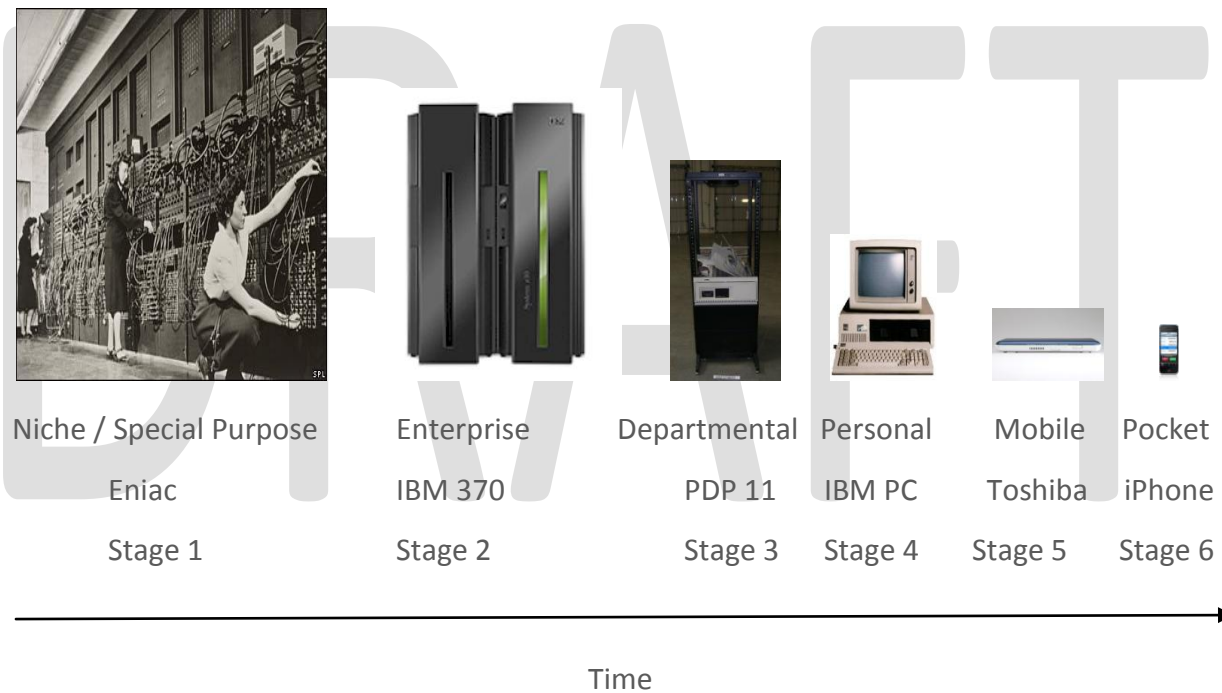 DRAFT
SPL
Niche / Special Purpose Enterprise Departmental Personal Mobile Pocket
Eniac IBM 370 PDP 11 IBM PC Toshiba iPhone
Stage 1 Stage 2 Stage 3 Stage 4 Stage 5 Stage 6
Time